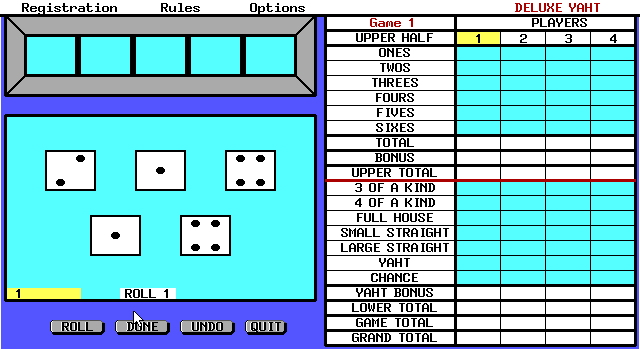 Registration Rules Options DELUXE YAHT
Game 1 PLAYERS
UPPER HALF 1 2 3 4
ONES
TWOS
THREES
FOURS
FIVES
SIXES
TOTAL
BONUS
UPPER TOTAL
3 OF A KIND
4 OF A KIND
FULL HOUSE
SMALL STRAIGHT
LARGE STRAIGHT
YAHT
CHANCE
YAHT BONUS
LOWER TOTAL
GAME TOTAL
GRAND TOTAL
1 ROLL 1
ROLL DONE UNDO QUIT